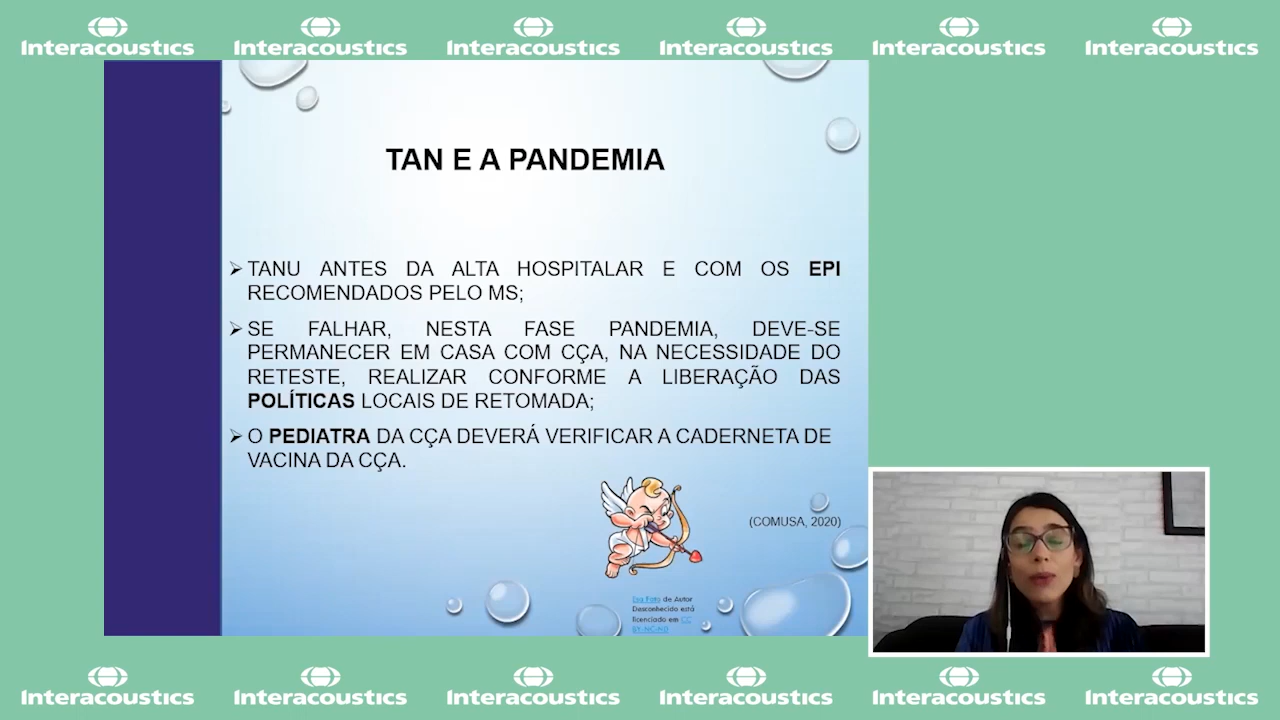 Interacoustics Interacoustics Interacoustics Interacoustics Interacoustics Interacoustics
TAN E A PANDEMIA
TANU ANTES DA ALTA HOSPITALAR E COM OS EPI
RECOMENDADOS PELO MS;
SE FALHAR, NESTA FASE PANDEMIA, DEVE-SE
PERMANECER EM CASA COM CÇA, NA NECESSIDADE DO
RETESTE, REALIZAR CONFORME A LIBERAÇÃO DAS
POLÍTICAS LOCAIS DE RETOMADA;
O PEDIATRA DA CÇA DEVERÁ VERIFICAR A CADERNETA DE
VACINA DA CÇA.
(COMUSA, 2020)
Esta Foto de Autor
Desconhecido está
licenciado em CC
BY-NC-ND
Interacoustics Interacoustics Interacoustics Interacoustics Interacoustics Interacoustics